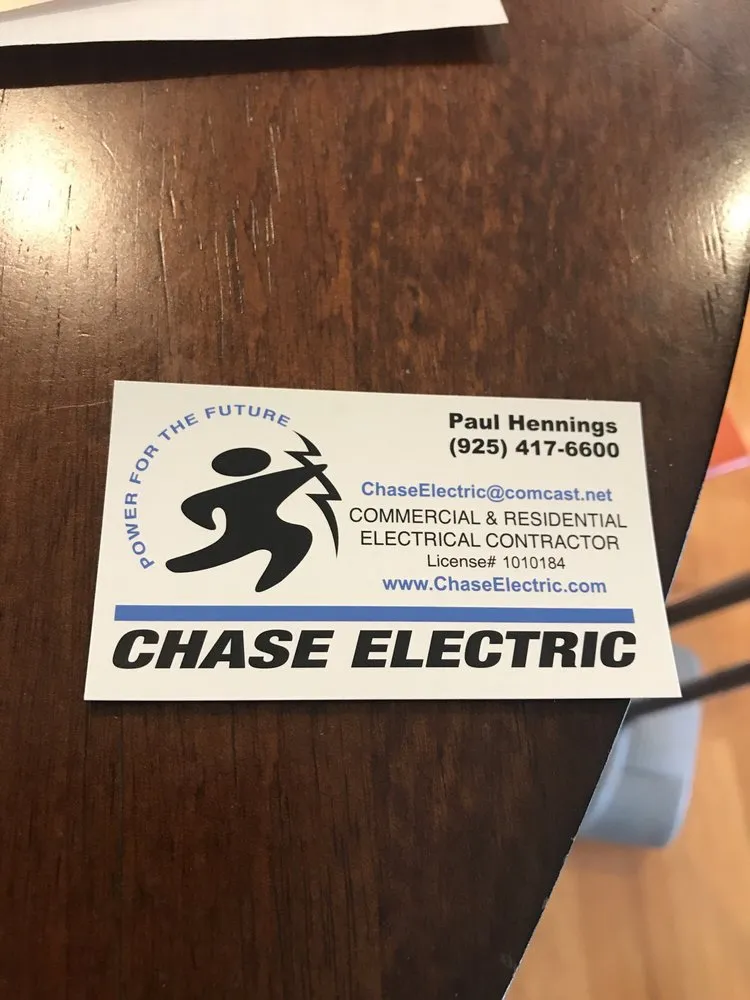 POWER FOR THE FUTURE
Paul Hennings
(925) 417-6600
ChaseElectric@comcast.net
COMMERCIAL & RESIDENTIAL
ELECTRICAL CONTRACTOR
License# 1010184
www.ChaseElectric.com
CHASE ELECTRIC